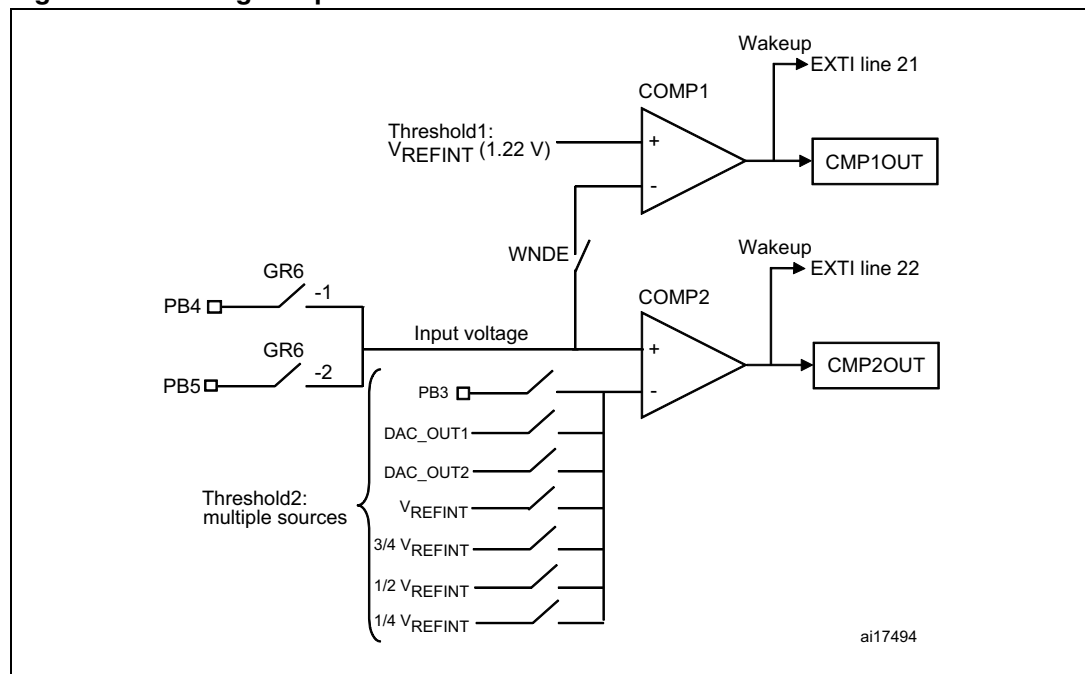 Wakeup
EXTI line 21
COMP1
Threshold1:
VREFINT (1.22 V)
+
-
CMP1OUT
WNDE
Wakeup
EXTI line 22
COMP2
GR6
-1
PB4
Input voltage
+
-
CMP2OUT
GR6
-2
PB5
PB3
DAC_OUT1
DAC_OUT2
Threshold2:
multiple sources
VREFINT
3/4 VREFINT
1/2 VREFINT
1/4 VREFINT
ai17494